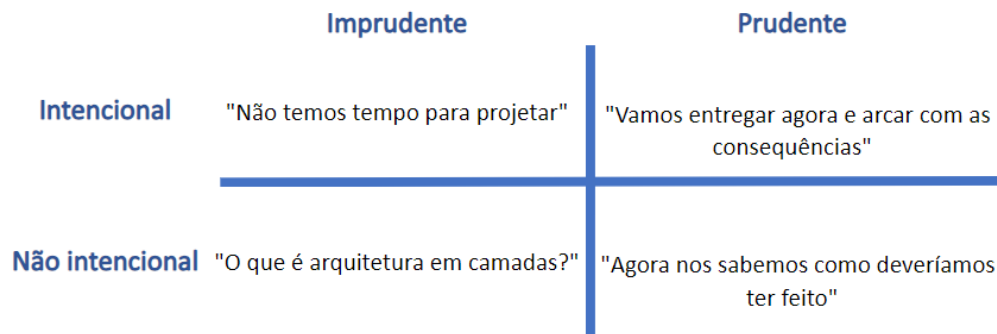 Imprudente
Prudente
Intencional
"Não temos tempo para projetar"
"Vamos entregar agora e arcar com as
consequências"
Não intencional
"O que é arquitetura em camadas?"
"Agora nos sabemos como deveríamos
ter feito"